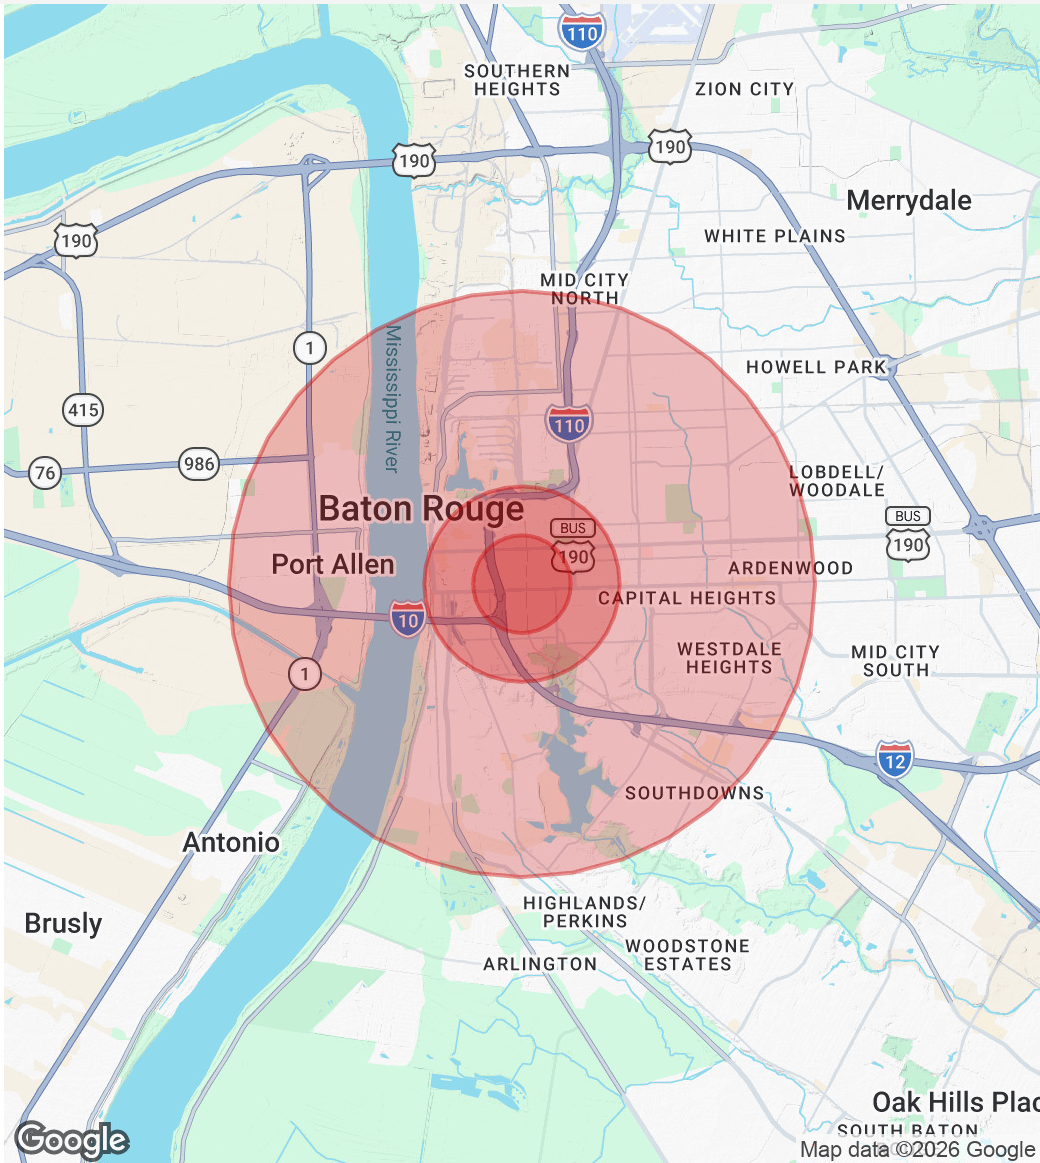 110
SOUTHERN
HEIGHTS
ZION CITY
190
190
Merrydale
190
WHITE PLAINS
MID CITY
NORTH
1
HOWELL PARK
Mississippi River
415
110
986
76
LOBDELL/
WOODALE
Baton Rouge
BUS
190
BUS
190
Port Allen
ARDENWOOD
CAPITAL HEIGHTS
10
WESTDALE
HEIGHTS
MID CITY
SOUTH
1
12
SOUTHDOWNS
Antonio
HIGHLANDS/
PERKINS
Brusly
WOODSTONE
ESTATES
ARLINGTON
Oak Hills Plac
SOUTH BATON
Google
Map data ©2026 Google